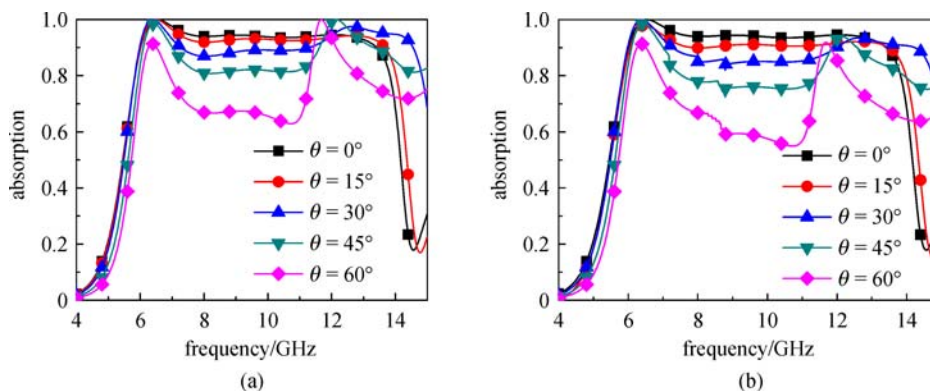 1.0
0.8
0.6
0.4
0.2
0
absorption
θ = 0°
θ = 15°
θ = 30°
θ = 45°
θ = 60°
4 6 8 10 12 14
frequency/GHz
(a)
1.0
0.8
0.6
0.4
0.2
0
absorption
θ = 0°
θ = 15°
θ = 30°
θ = 45°
θ = 60°
4 6 8 10 12 14
frequency/GHz
(b)